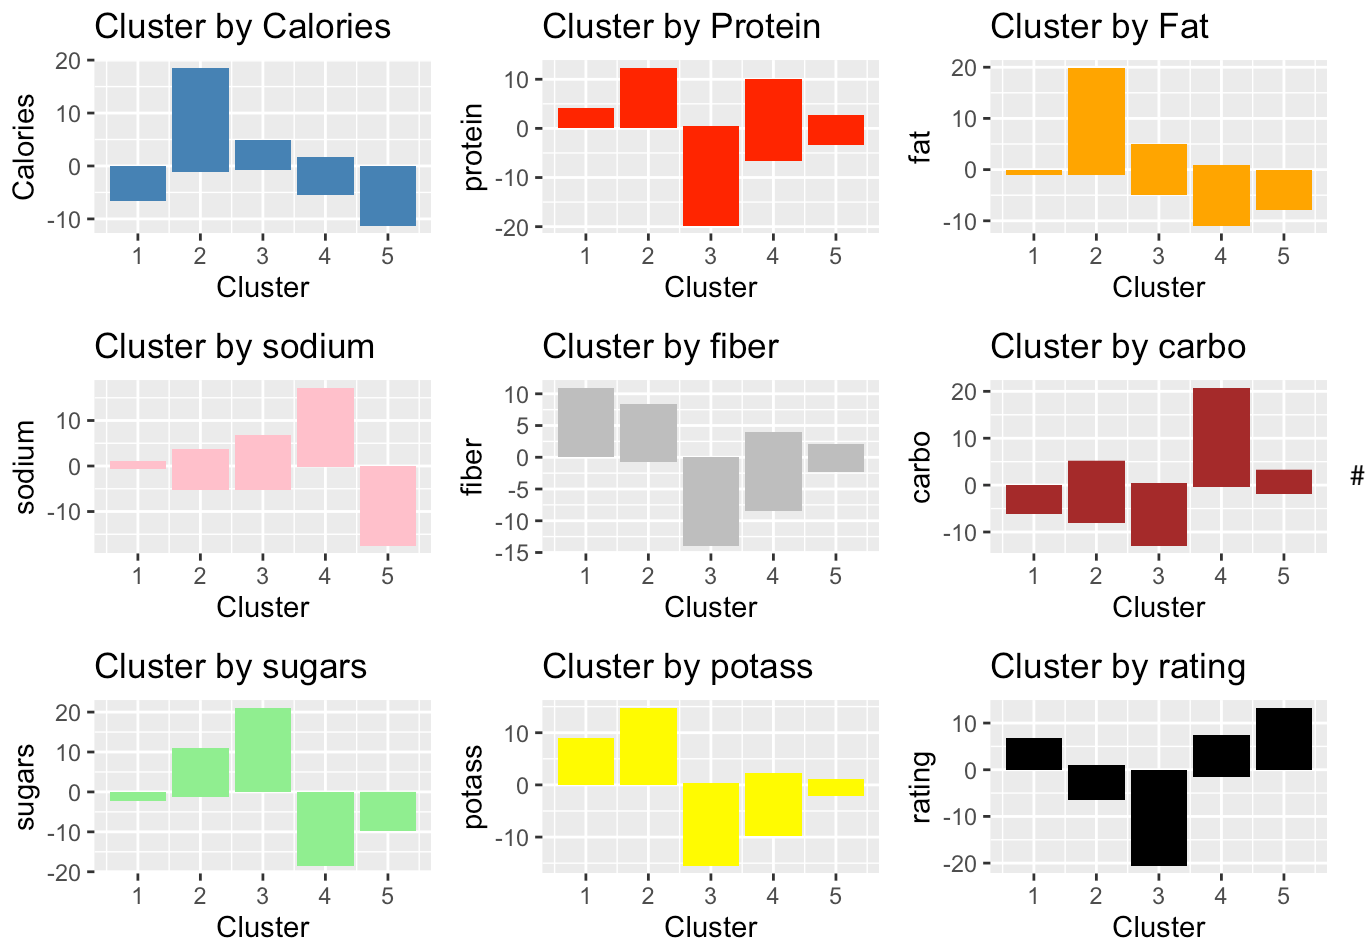 Cluster by Calories
Calories
20
10
0
-10
1 2 3 4 5
Cluster
Cluster by Protein
protein
10
0
-10
-20
1 2 3 4 5
Cluster
Cluster by Fat
fat
20
10
0
-10
1 2 3 4 5
Cluster
Cluster by sodium
sodium
10
0
-10
1 2 3 4 5
Cluster
Cluster by fiber
fiber
10
5
0
-5
-10
-15
1 2 3 4 5
Cluster
Cluster by carbo
carbo
20
10
0
-10
1 2 3 4 5
Cluster
#
Cluster by sugars
sugars
20
10
0
-10
-20
1 2 3 4 5
Cluster
Cluster by potass
potass
10
0
-10
1 2 3 4 5
Cluster
Cluster by rating
rating
10
0
-10
-20
1 2 3 4 5
Cluster